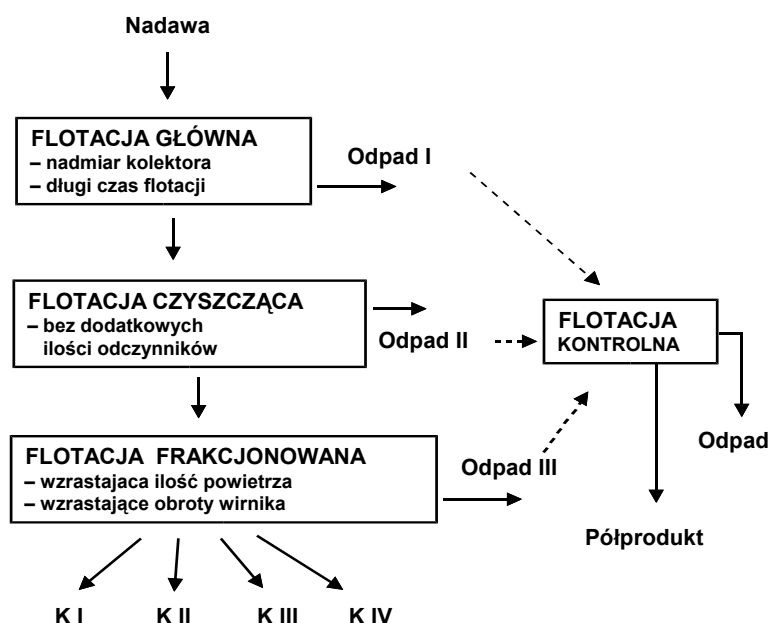 Nadawa
FLOTACJA GŁÓWNA
– nadmiar kolektora
– długi czas flotacji
Odpad I
FLOTACJA CZYSZCZĄCA
– bez dodatkowych
ilości odczynników
Odpad II
FLOTACJA
KONTROLNA
FLOTACJA FRAKCJONOWANA
– wzrastajaca ilość powietrza
– wzrastające obroty wirnika
Odpad III
Odpad
Półprodukt
K I
K II
K III
K IV